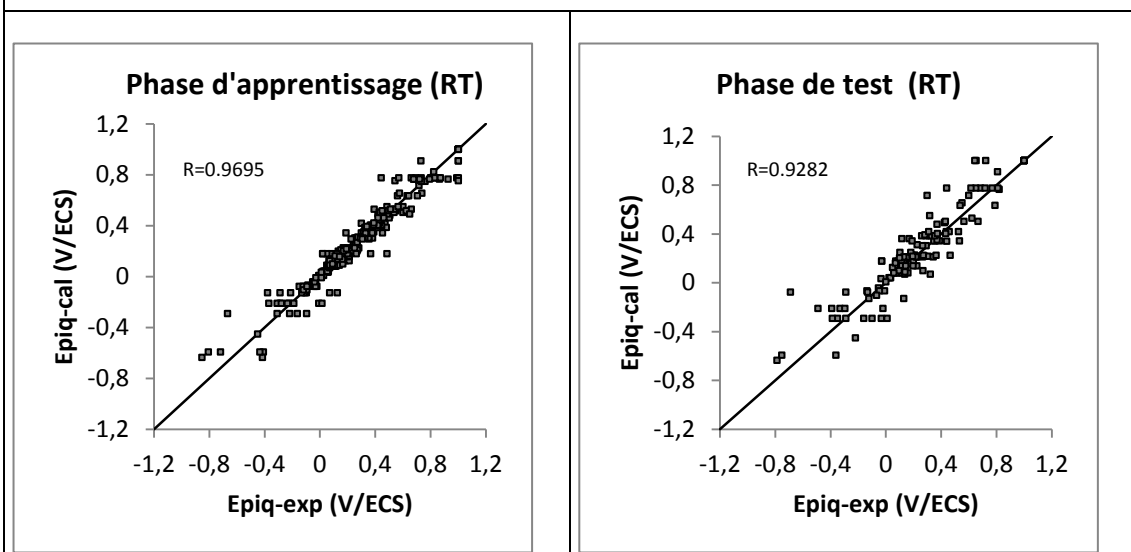 Phase d'apprentissage (RT)
R=0.9695
1,2
0,8
0,4
0
-0,4
-0,8
-1,2
-1,2 -0,8 -0,4 0 0,4 0,8 1,2
Epiq-cal (V/ECS)
Epiq-exp (V/ECS)
Phase de test (RT)
R=0.9282
1,2
0,8
0,4
0
-0,4
-0,8
-1,2
-1,2 -0,8 -0,4 0 0,4 0,8 1,2
Epiq-cal (V/ECS)
Epiq-exp (V/ECS)